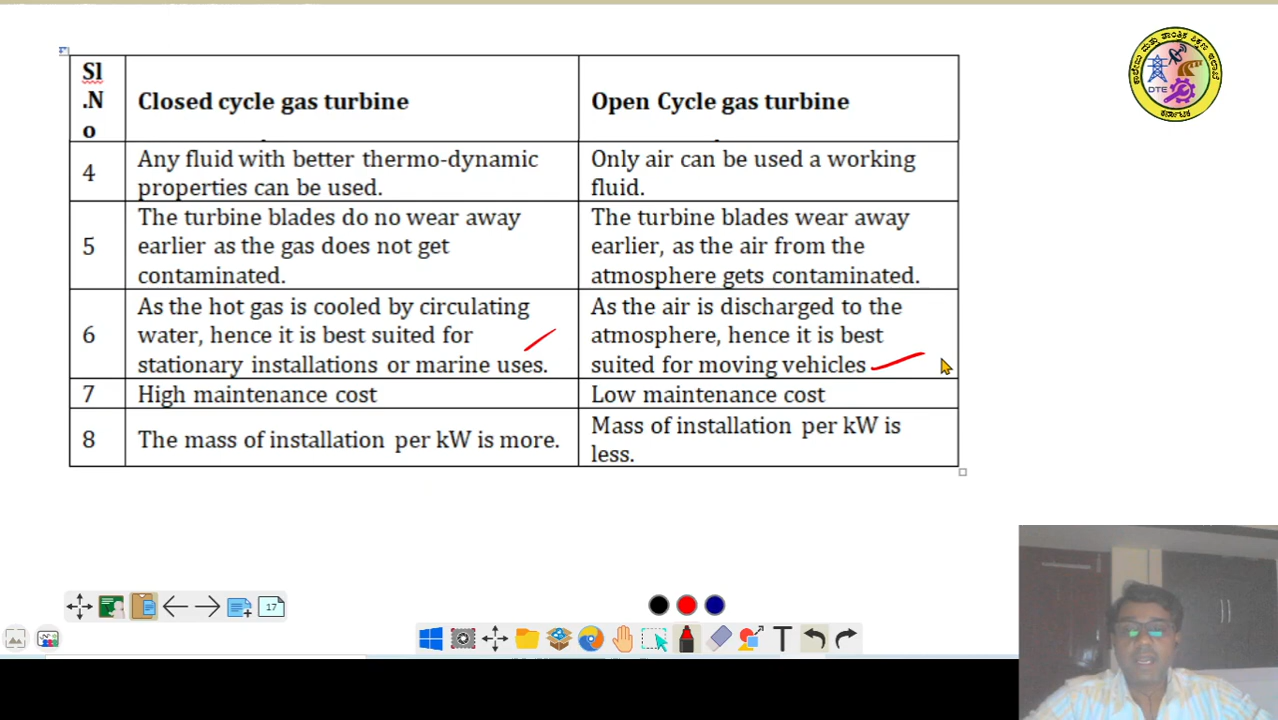 Sl
.N
o
Closed cycle gas turbine
Open Cycle gas turbine
4
Any fluid with better thermo-dynamic
properties can be used.
Only air can be used a working
fluid.
5
The turbine blades do no wear away
earlier as the gas does not get
contaminated.
The turbine blades wear away
earlier, as the air from the
atmosphere gets contaminated.
6
As the hot gas is cooled by circulating
water, hence it is best suited for
stationary installations or marine uses.
As the air is discharged to the
atmosphere, hence it is best
suited for moving vehicles
7
High maintenance cost
Low maintenance cost
8
The mass of installation per kW is more.
Mass of installation per kW is
less.
DTE
ಕರ್ನಾಟಕ
17
T